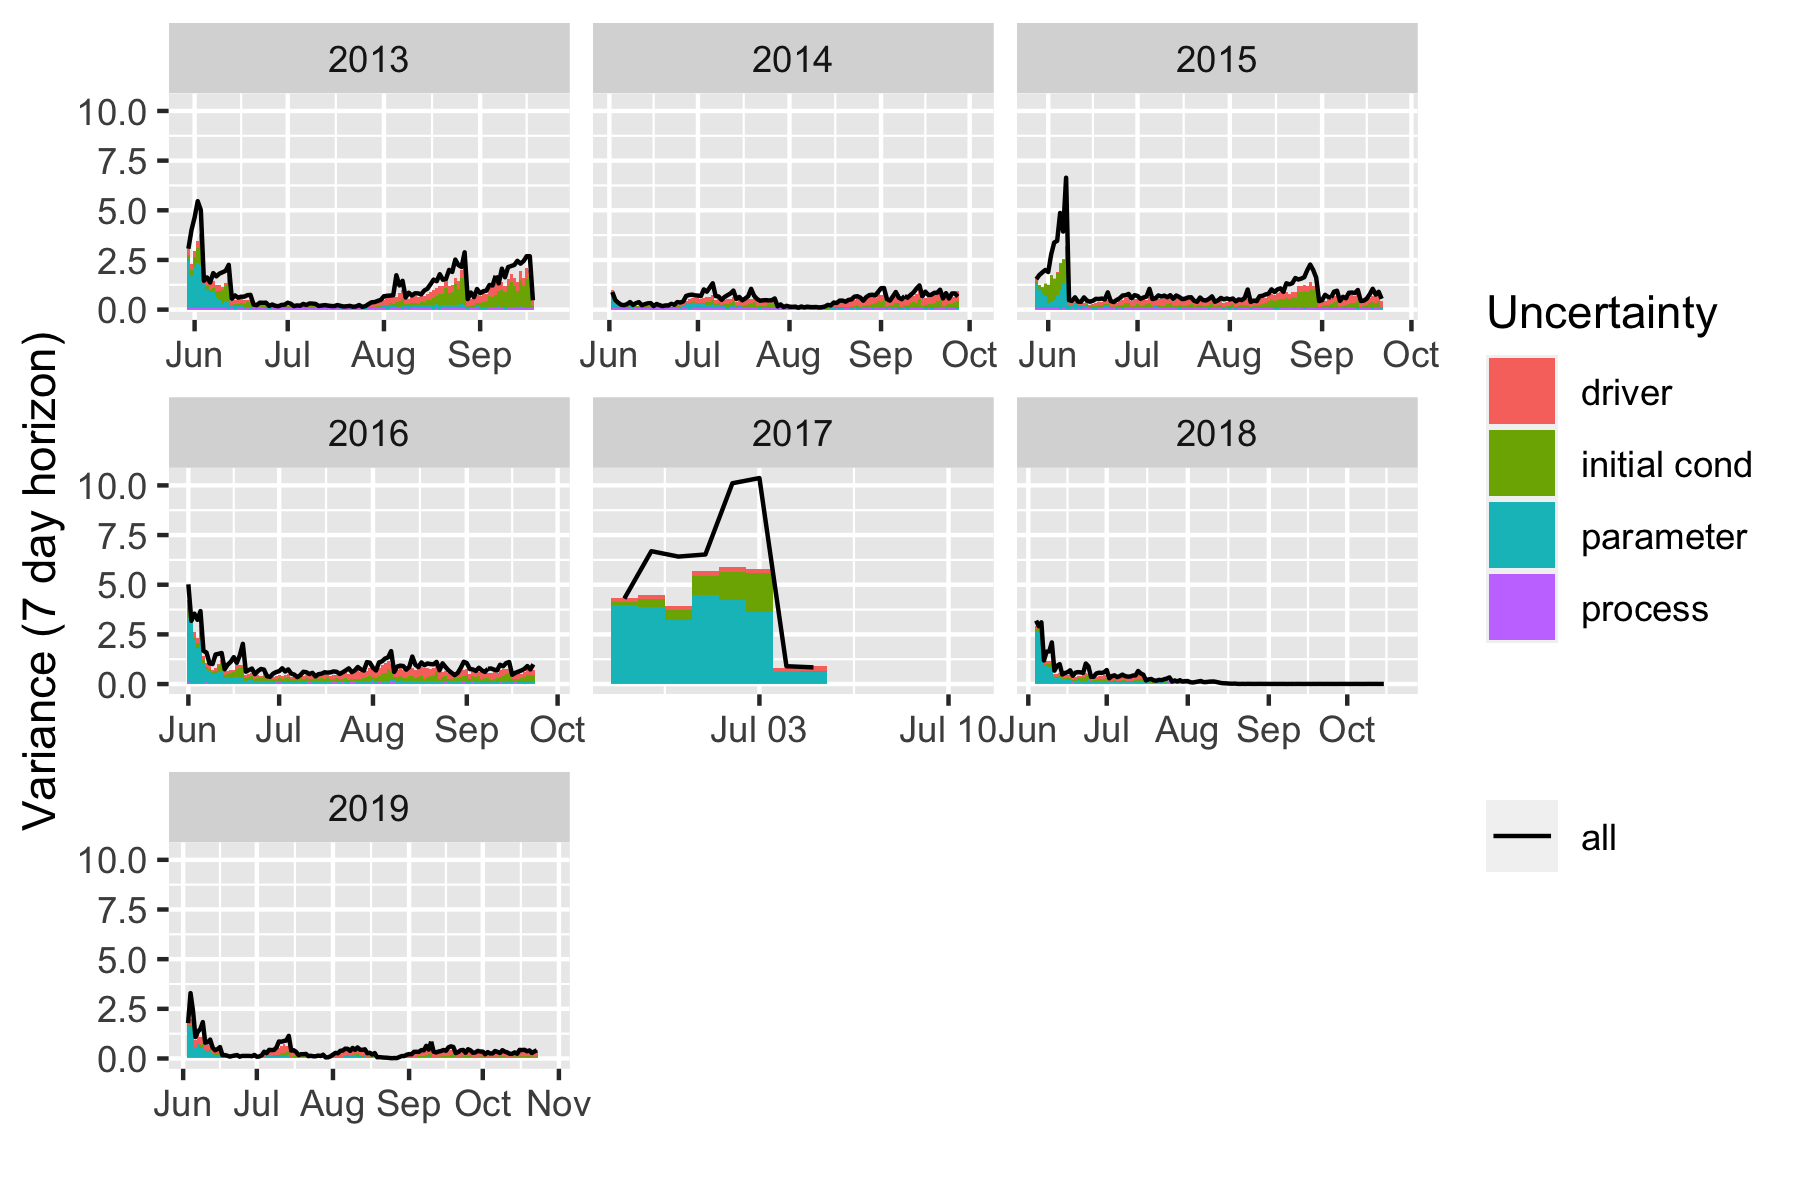 2013
2014
2015
10.0
7.5
5.0
2.5
0.0
Jun Jul Aug Sep
Jun Jul Aug Sep Oct
Jun Jul Aug Sep Oct
2016
2017
2018
10.0
7.5
5.0
2.5
0.0
Jun Jul Aug Sep Oct
Jul 03 Jul 10
Jun Jul Aug Sep Oct
2019
10.0
7.5
5.0
2.5
0.0
Jun Jul Aug Sep Oct Nov
Variance (7 day horizon)
Uncertainty
driver
initial cond
parameter
process
all